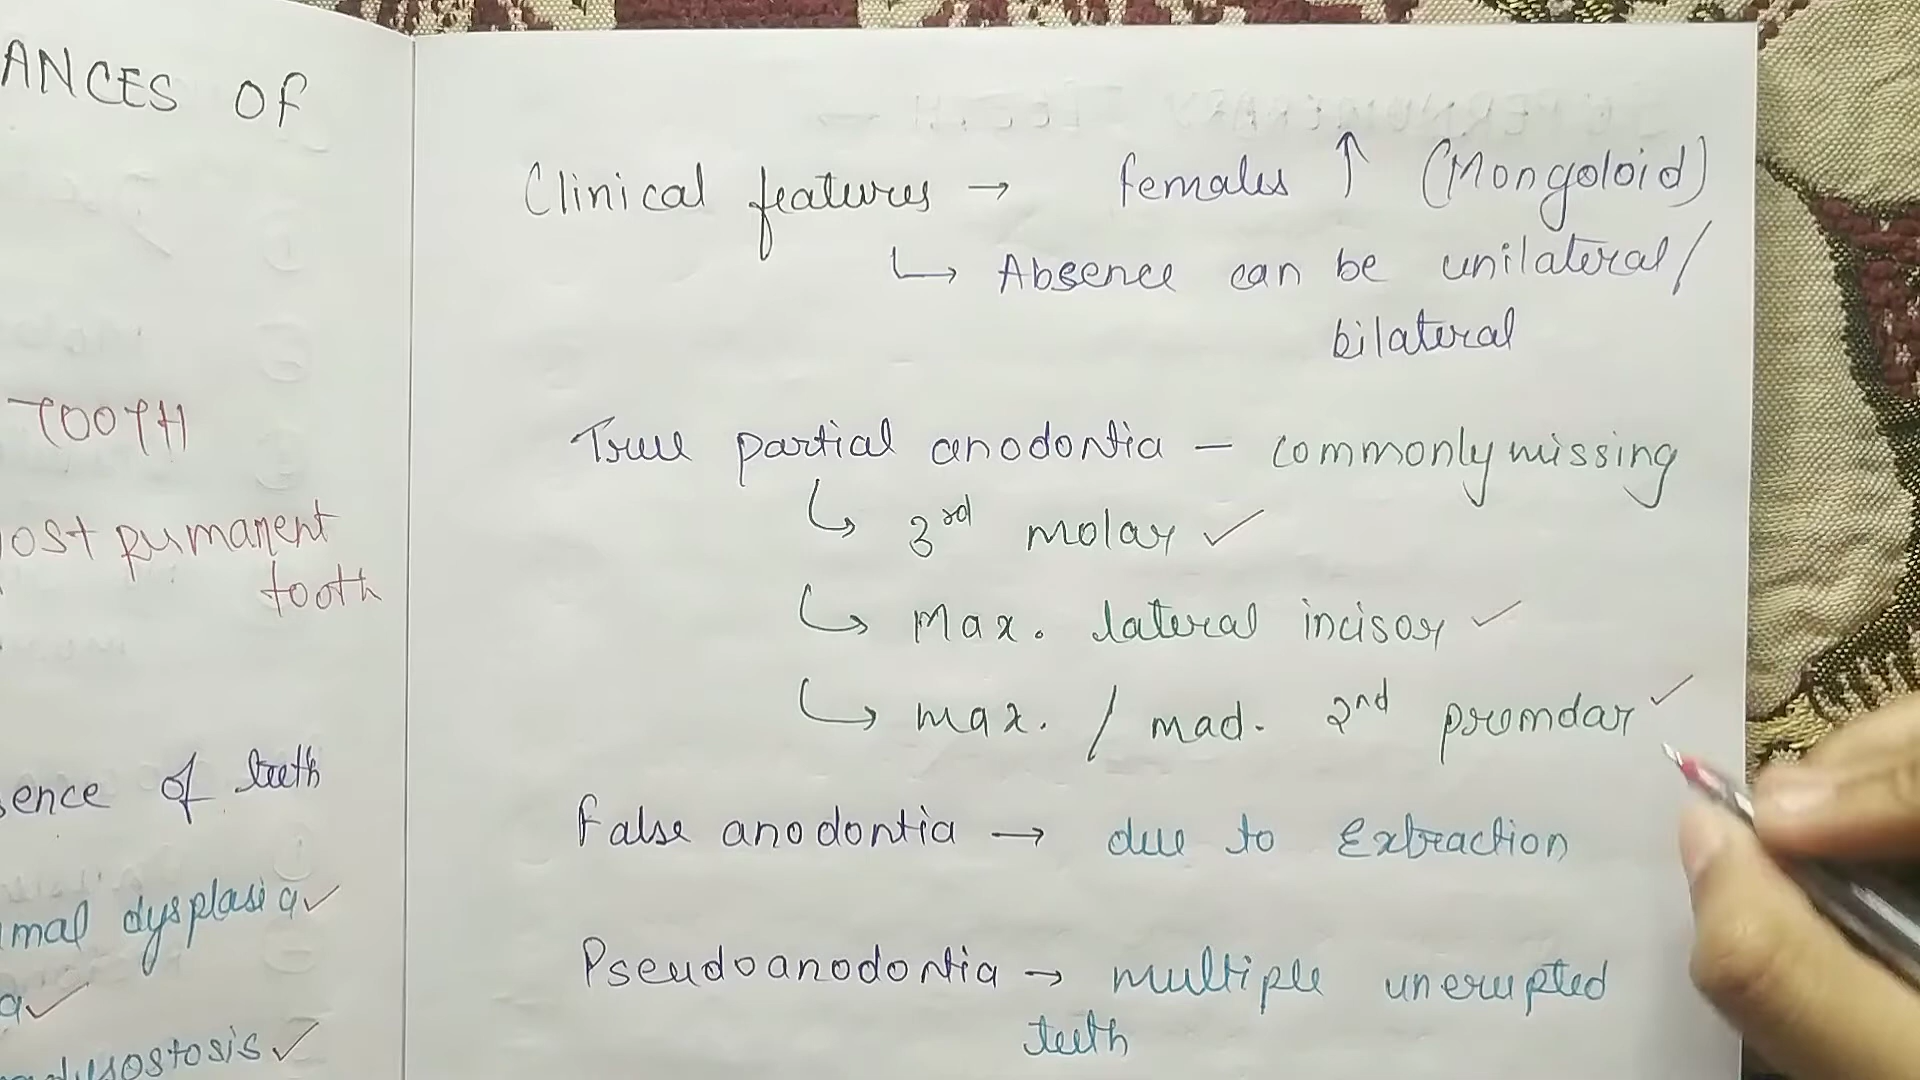 ANCES OF
TOOTH
ost permanent
tooth
sence of teeth
mal dysplasia
a
dysostosis
Clinical features → females ↑ (Mongoloid)
↳ Absence can be unilateral/
bilateral
True partial anodontia – commonly missing
↳ 3rd molar ✓
↳ Max. lateral incisor ✓
↳ max. / mad. 2nd premolar ✓
False anodontia → due to Extraction
Pseudoanodontia → multiple unerupted
teeth